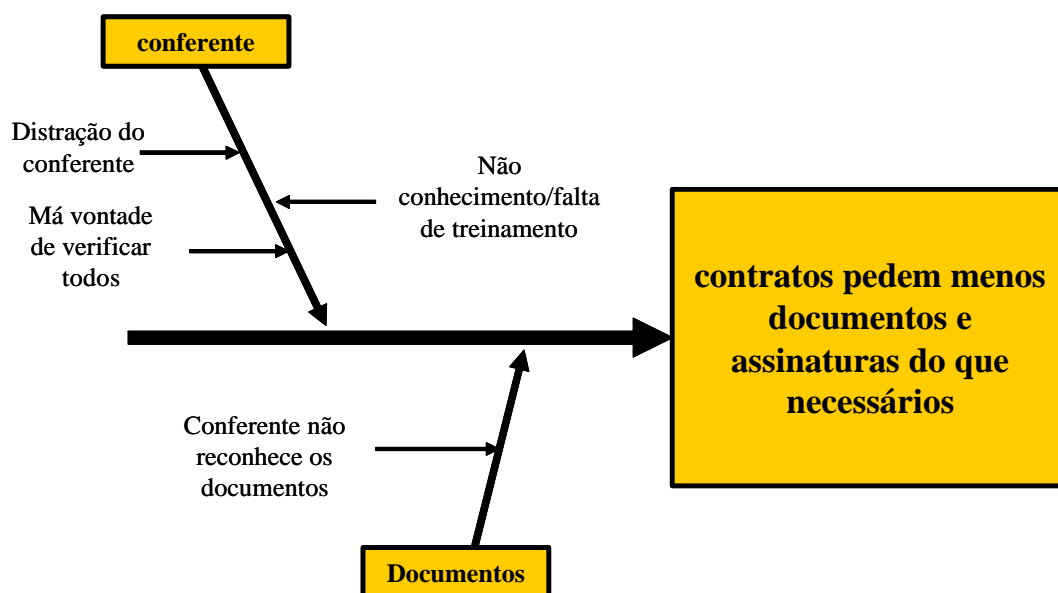 conferente
Distração do
conferente
Não
conhecimento/falta
de treinamento
Má vontade
de verificar
todos
contratos pedem menos
documentos e
assinaturas do que
necessários
Conferente não
reconhece os
documentos
Documentos